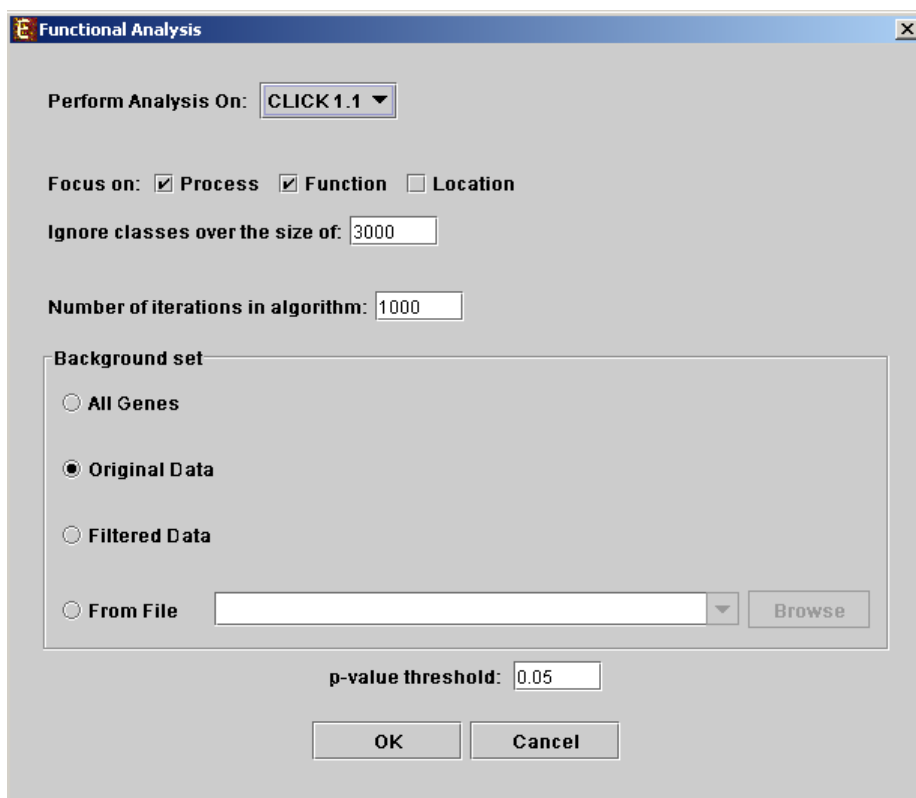 Functional Analysis
Perform Analysis On: CLICK 1.1
Focus on: Process Function Location
Ignore classes over the size of: 3000
Number of iterations in algorithm: 1000
Background set
All Genes
Original Data
Filtered Data
From File Browse
p-value threshold: 0.05
OK Cancel